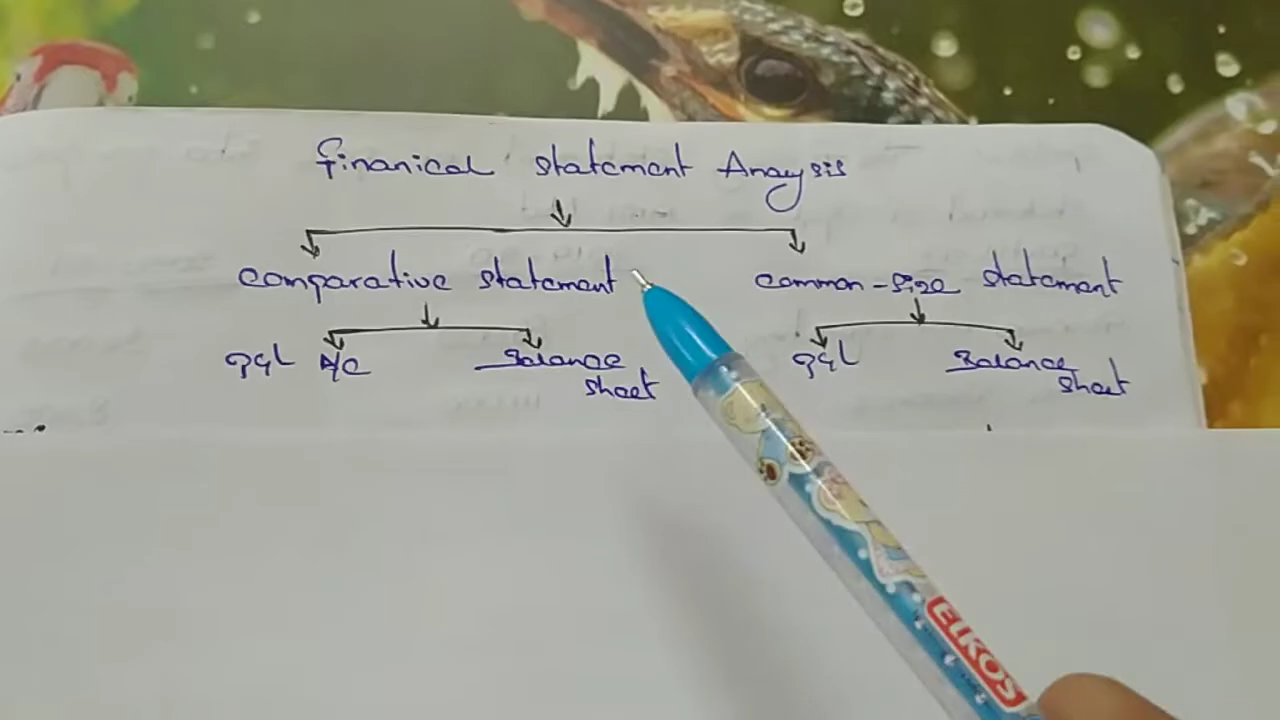 Finanical statement Anaysis
comparative statement
common-size statement
P&L A/C
Balance sheet
P&L
Balance sheet
ELKOS